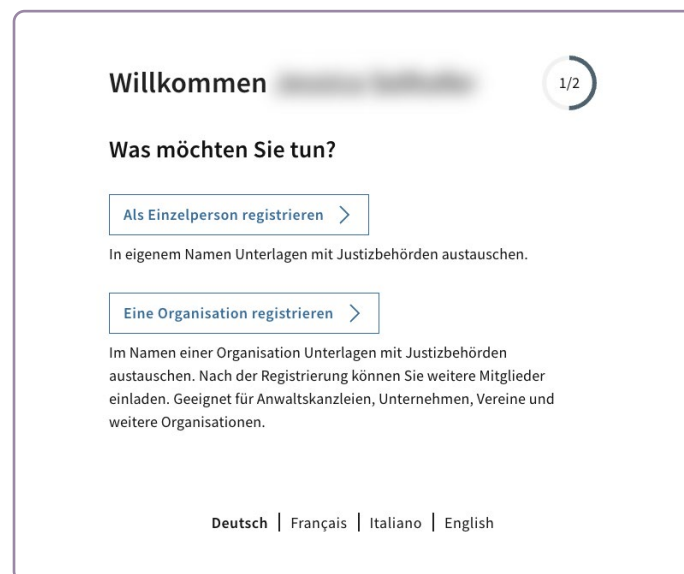 Willkommen
1/2
Was möchten Sie tun?
Als Einzelperson registrieren
In eigenem Namen Unterlagen mit Justizbehörden austauschen.
Eine Organisation registrieren
Im Namen einer Organisation Unterlagen mit Justizbehörden
austauschen. Nach der Registrierung können Sie weitere Mitglieder
einladen. Geeignet für Anwaltskanzleien, Unternehmen, Vereine und
weitere Organisationen.
Deutsch | Français | Italiano | English